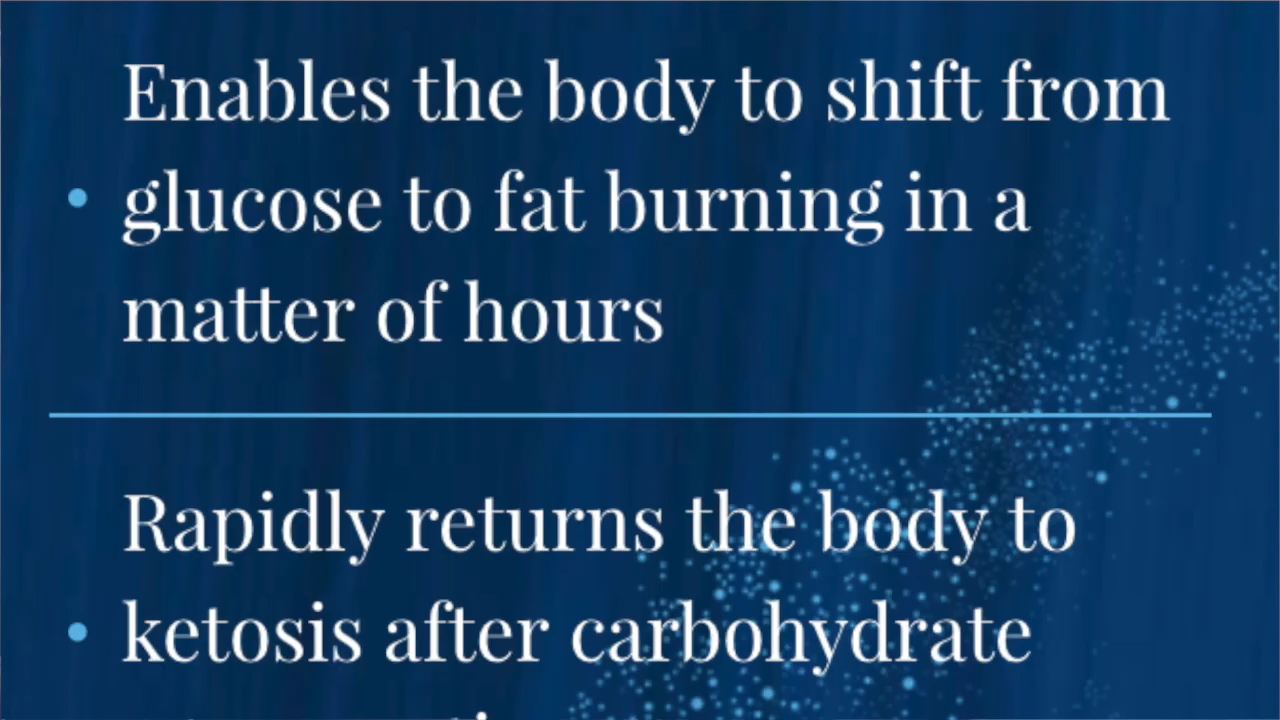 Enables the body to shift from
glucose to fat burning in a
matter of hours
Rapidly returns the body to
ketosis after carbohydrate